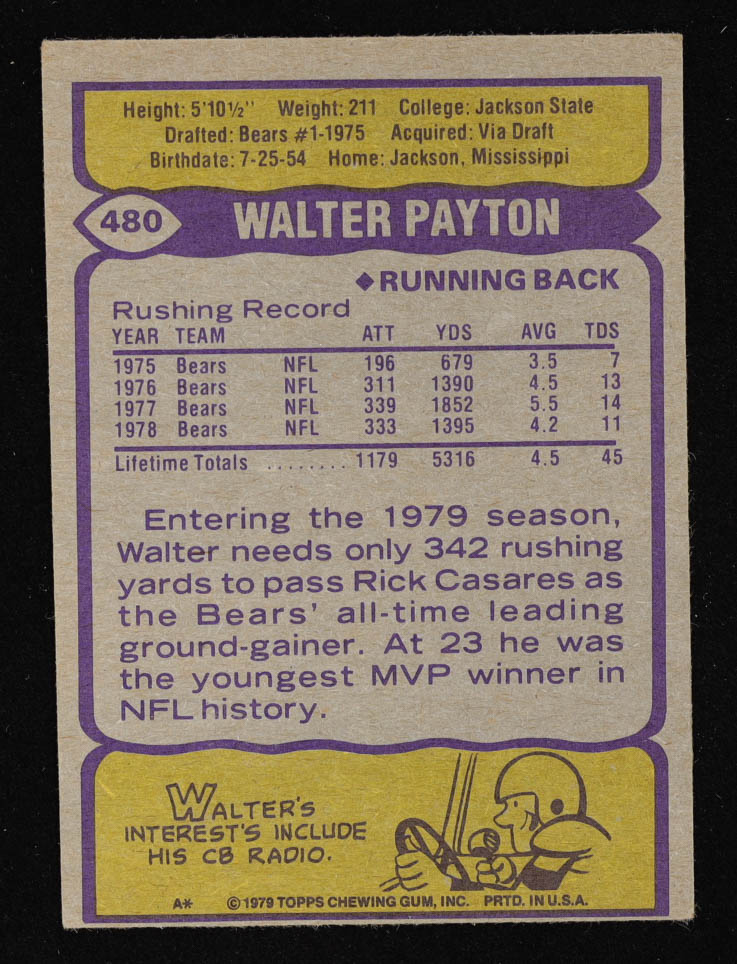 Height: 5'10½" Weight: 211 College: Jackson State
Drafted: Bears #1-1975 Acquired: Via Draft
Birthdate: 7-25-54 Home: Jackson, Mississippi
480 WALTER PAYTON
◆RUNNING BACK
Rushing Record
YEAR TEAM ATT YDS AVG TDS
1975 Bears NFL 196 679 3.5 7
1976 Bears NFL 311 1390 4.5 13
1977 Bears NFL 339 1852 5.5 14
1978 Bears NFL 333 1395 4.2 11
Lifetime Totals ........ 1179 5316 4.5 45
Entering the 1979 season,
Walter needs only 342 rushing
yards to pass Rick Casares as
the Bears' all-time leading
ground-gainer. At 23 he was
the youngest MVP winner in
NFL history.
WALTER'S
INTEREST'S INCLUDE
HIS CB RADIO.
A* © 1979 TOPPS CHEWING GUM, INC. PRTD. IN U.S.A.